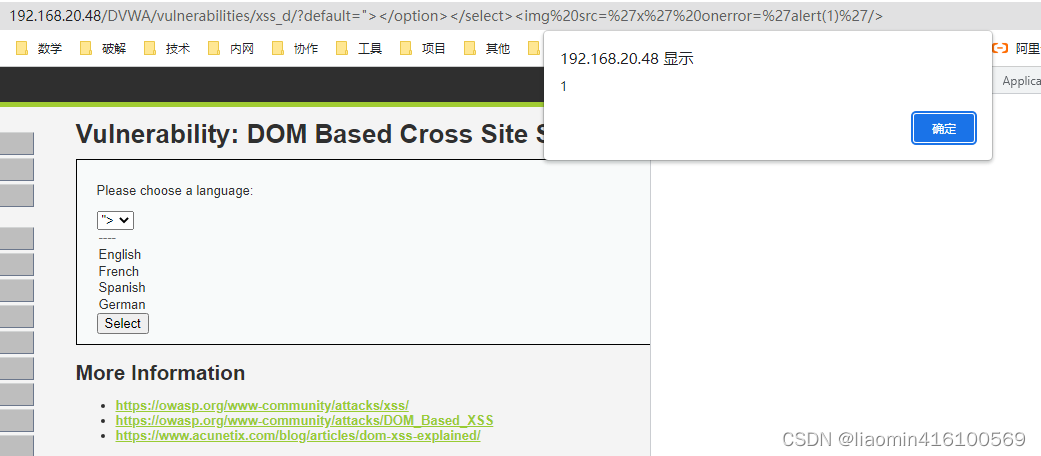 192.168.20.48/DVWA/vulnerabilities/xss_d/?default="></option></select><img%20src=%27x%27%20onerror=%27alert(1)%27/>
数学 破解 技术 内网 协作 工具 项目 其他 阿里
192.168.20.48 显示
1
确定
Applica
Vulnerability: DOM Based Cross Site S
Please choose a language:
">
----
English
French
Spanish
German
Select
More Information
https://owasp.org/www-community/attacks/xss/
https://owasp.org/www-community/attacks/DOM_Based_XSS
https://www.acunetix.com/blog/articles/dom-xss-explained/
CSDN @liaomin416100569